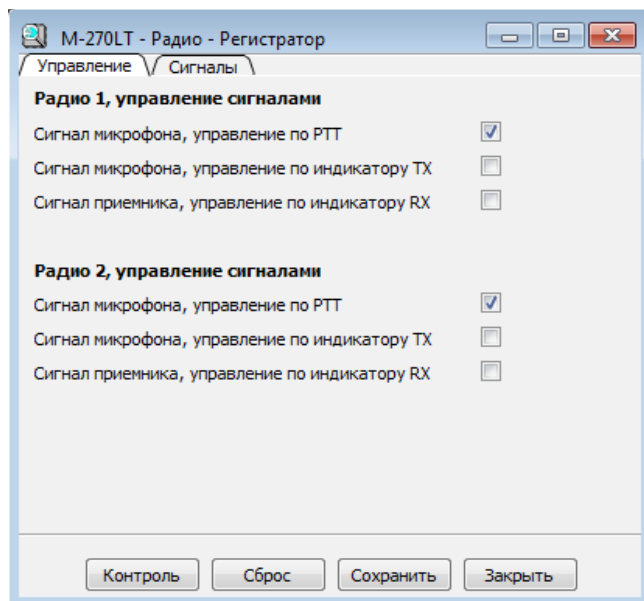 М-270LT - Радио - Регистратор
Управление Сигналы
Радио 1, управление сигналами
Сигнал микрофона, управление по PTT
Сигнал микрофона, управление по индикатору TX
Сигнал приемника, управление по индикатору RX
Радио 2, управление сигналами
Сигнал микрофона, управление по PTT
Сигнал микрофона, управление по индикатору TX
Сигнал приемника, управление по индикатору RX
Контроль Сброс Сохранить Закрыть